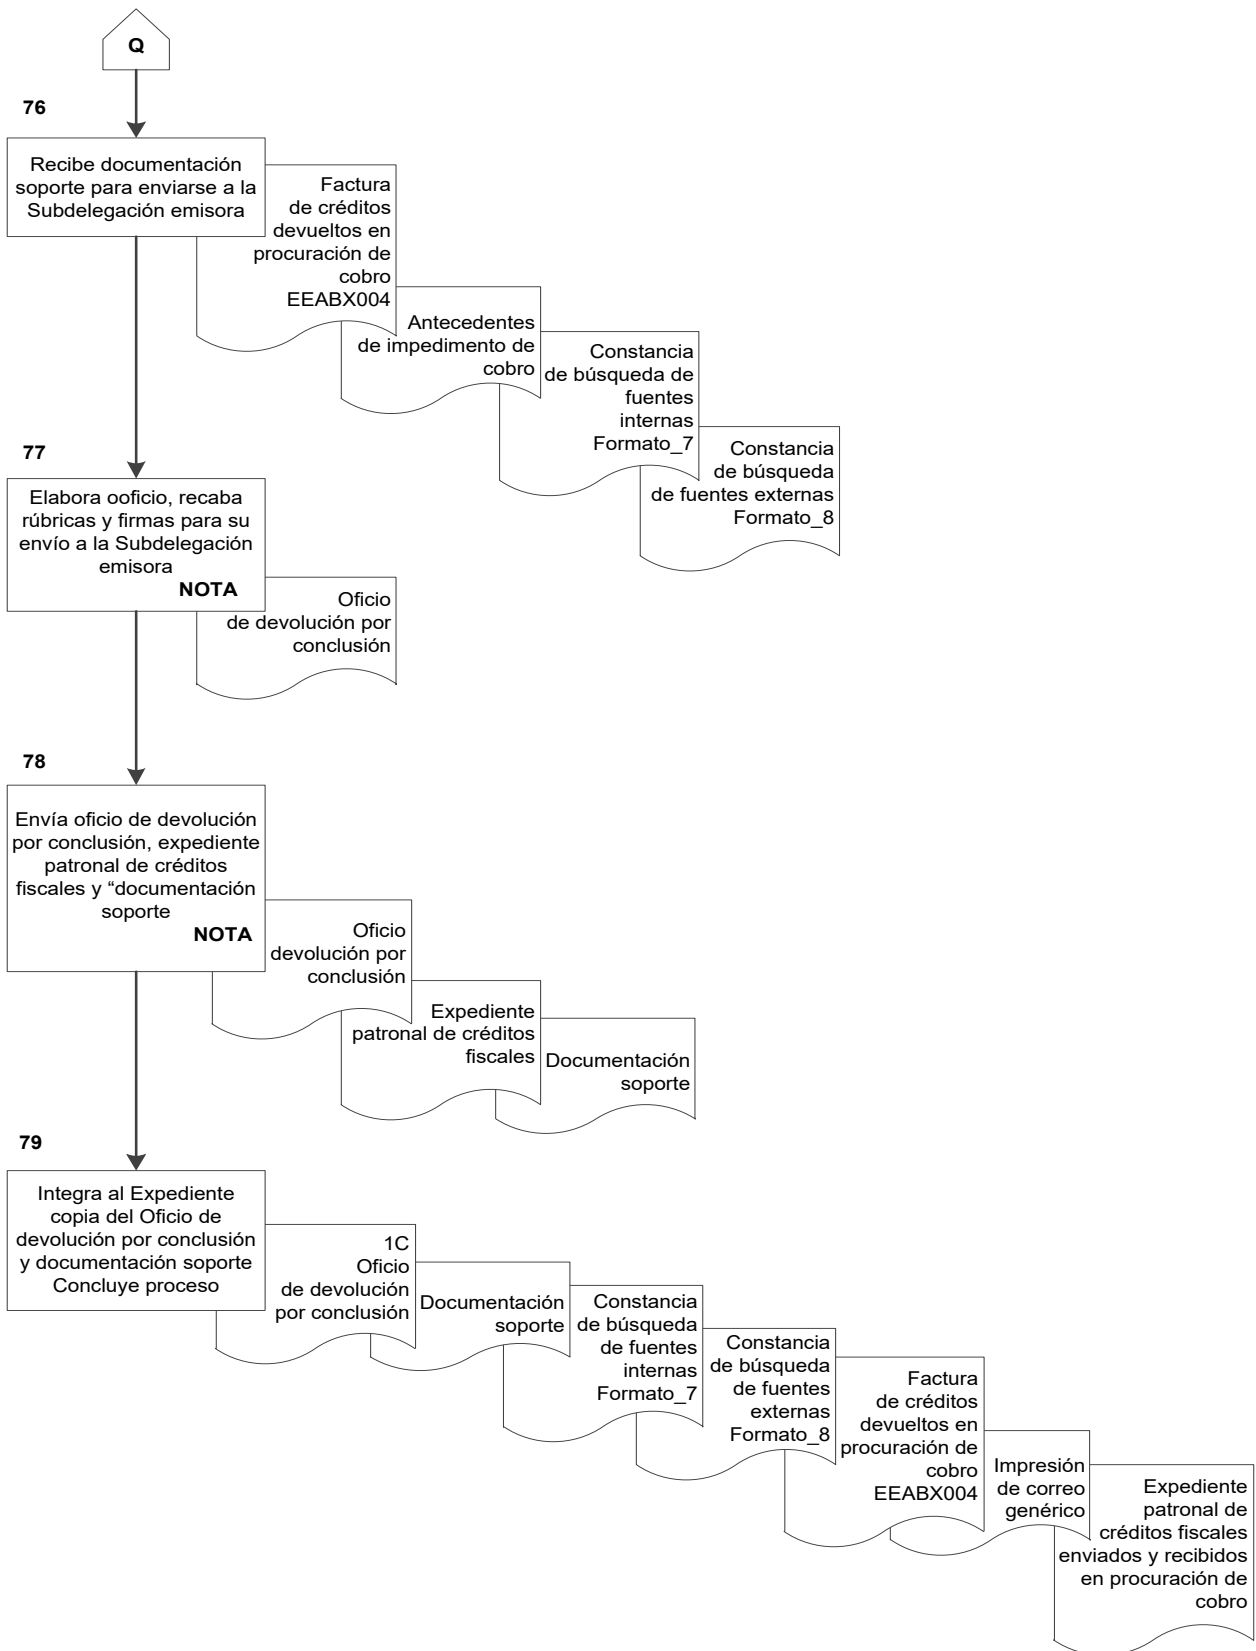 Q
76
Recibe documentación
soporte para enviarse a la
Subdelegación emisora
Factura
de créditos
devueltos en
procuración de
cobro
EEABX004
Antecedentes
de impedimento de
cobro
Constancia
de búsqueda de
fuentes
internas
Formato_7
Constancia
de búsqueda
de fuentes externas
Formato_8
77
Elabora ooficio, recaba
rúbricas y firmas para su
envío a la Subdelegación
emisora
NOTA
Oficio
de devolución por
conclusión
78
Envía oficio de devolución
por conclusión, expediente
patronal de créditos
fiscales y “documentación
soporte
NOTA
Oficio
devolución por
conclusión
Expediente
patronal de créditos
fiscales
Documentación
soporte
79
Integra al Expediente
copia del Oficio de
devolución por conclusión
y documentación soporte
Concluye proceso
1C
Oficio
de devolución
por conclusión
Documentación
soporte
Constancia
de búsqueda
de fuentes
internas
Formato_7
Constancia
de búsqueda
de fuentes
externas
Formato_8
Factura
de créditos
devueltos en
procuración de
cobro
EEABX004
Impresión
de correo
genérico
Expediente
patronal de
créditos fiscales
enviados y recibidos
en procuración de
cobro